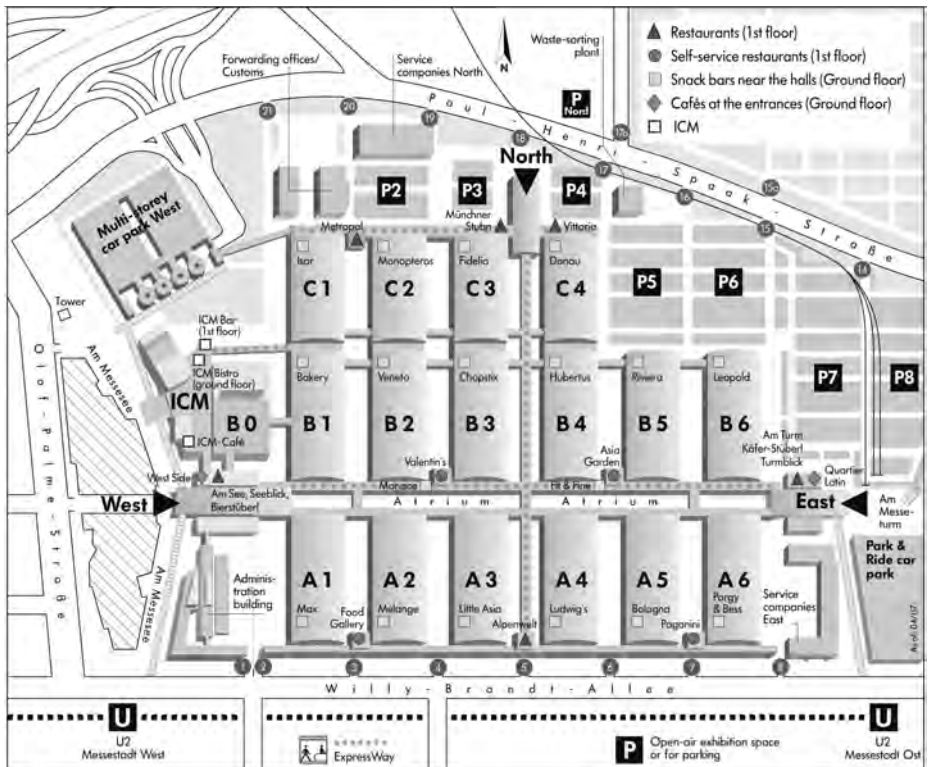 Restaurants (1st floor)
Self-service restaurants (1st floor)
Snack bars near the halls (Ground floor)
Cafés at the entrances (Ground floor)
ICM
Waste-sorting
plant
N
Forwarding offices/
Customs
Service
companies North
P
Nord
Paul-Henri-Spaak-Straße
21
20
19
18
17b
17
16
15a
15
14
North
P2
P3
P4
Multi-storey
car park West
Metropol
Münchner
Stubn
Vittoria
Isar
Monopteros
Fidelio
Donau
C1
C2
C3
C4
P5
P6
Tower
ICM Bar
(1st floor)
ICM Bistro
(ground floor)
ICM
B0
ICM-Café
Am Messesee
Olof-Palme-Straße
Bakery
Veneto
Chopstix
Hubertus
Riviera
Leopold
P7
P8
B1
B2
B3
B4
B5
B6
West Side
Valentin's
Asia
Garden
Am Turm
Käfer-Stüberl
Turmblick
Quartier
Latin
West
Am See, Seeblick,
Bierstüberl
Monaco
Atrium
Fit & Fine
Atrium
East
Am
Messe-
turm
Park &
Ride car
park
Am Messesee
Adminis-
tration
building
A1
A2
A3
A4
A5
A6
Max
Melange
Little Asia
Ludwig's
Bologna
Porgy
& Bess
Service
companies
East
Food
Gallery
Alpenwelt
Paganini
1
2
3
4
5
6
7
8
Willy-Brandt-Allee
U
U2
Messestadt West
ExpressWay
P
Open-air exhibition space
or for parking
U
U2
Messestadt Ost